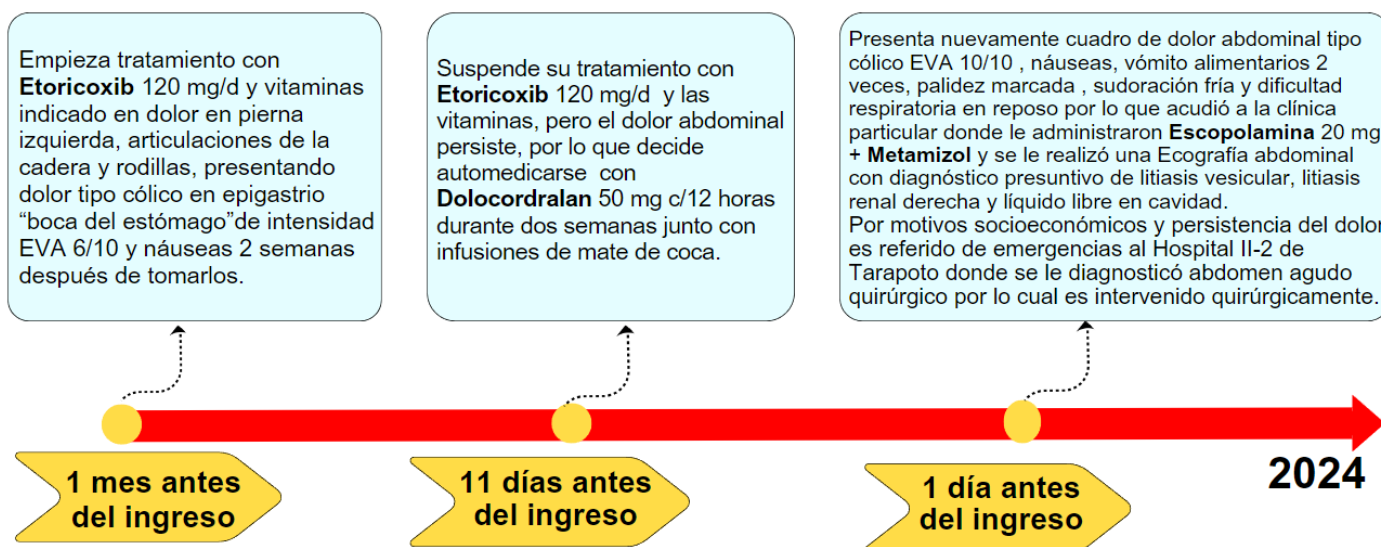 Empieza tratamiento con
Etoricoxib 120 mg/d y vitaminas
indicado en dolor en pierna
izquierda, articulaciones de la
cadera y rodillas, presentando
dolor tipo cólico en epigastrio
“boca del estómago”de intensidad
EVA 6/10 y náuseas 2 semanas
después de tomarlos.
Suspende su tratamiento con
Etoricoxib 120 mg/d y las
vitaminas, pero el dolor abdominal
persiste, por lo que decide
automedicarse con
Dolocordralan 50 mg c/12 horas
durante dos semanas junto con
infusiones de mate de coca.
Presenta nuevamente cuadro de dolor abdominal tipo
cólico EVA 10/10 , náuseas, vómito alimentarios 2
veces, palidez marcada , sudoración fría y dificultad
respiratoria en reposo por lo que acudió a la clínica
particular donde le administraron Escopolamina 20 mg
+ Metamizol y se le realizó una Ecografía abdominal
con diagnóstico presuntivo de litiasis vesicular, litiasis
renal derecha y líquido libre en cavidad.
Por motivos socioeconómicos y persistencia del dolor
es referido de emergencias al Hospital II-2 de
Tarapoto donde se le diagnosticó abdomen agudo
quirúrgico por lo cual es intervenido quirúrgicamente.
1 mes antes
del ingreso
11 días antes
del ingreso
1 día antes
del ingreso
2024